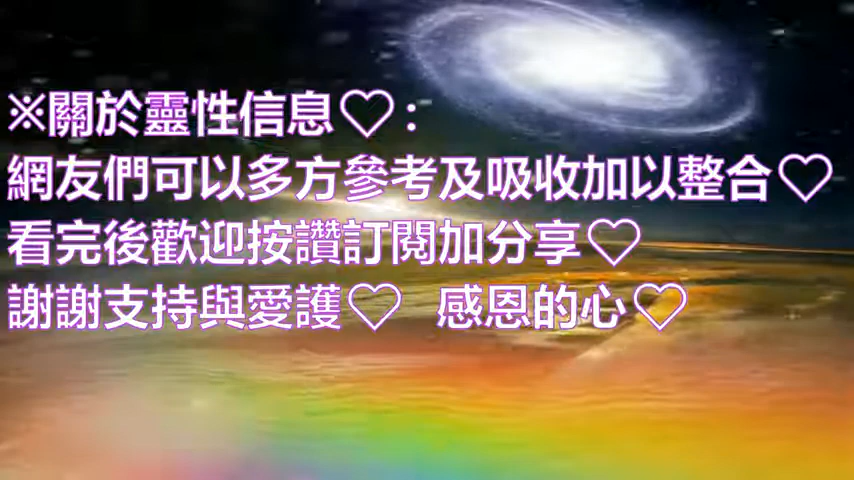 ※關於靈性信息♡:
網友們可以多方參考及吸收加以整合♡
看完後歡迎按讚訂閱加分享♡
謝謝支持與愛護♡ 感恩的心♡